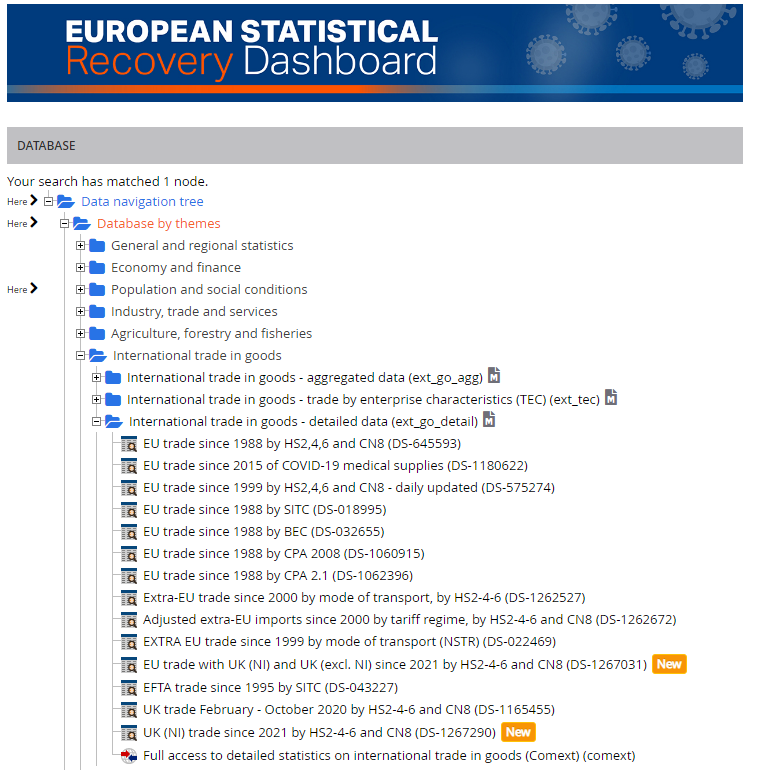 EUROPEAN STATISTICAL
Recovery Dashboard
DATABASE
Your search has matched 1 node.
Here Data navigation tree
Here Database by themes
General and regional statistics
Economy and finance
Here Population and social conditions
Industry, trade and services
Agriculture, forestry and fisheries
International trade in goods
International trade in goods - aggregated data (ext_go_agg) M
International trade in goods - trade by enterprise characteristics (TEC) (ext_tec) M
International trade in goods - detailed data (ext_go_detail) M
EU trade since 1988 by HS2,4,6 and CN8 (DS-645593)
EU trade since 2015 of COVID-19 medical supplies (DS-1180622)
EU trade since 1999 by HS2,4,6 and CN8 - daily updated (DS-575274)
EU trade since 1988 by SITC (DS-018995)
EU trade since 1988 by BEC (DS-032655)
EU trade since 1988 by CPA 2008 (DS-1060915)
EU trade since 1988 by CPA 2.1 (DS-1062396)
Extra-EU trade since 2000 by mode of transport, by HS2-4-6 (DS-1262527)
Adjusted extra-EU imports since 2000 by tariff regime, by HS2-4-6 and CN8 (DS-1262672)
EXTRA EU trade since 1999 by mode of transport (NSTR) (DS-022469)
EU trade with UK (NI) and UK (excl. NI) since 2021 by HS2-4-6 and CN8 (DS-1267031) New
EFTA trade since 1995 by SITC (DS-043227)
UK trade February - October 2020 by HS2-4-6 and CN8 (DS-1165455)
UK (NI) trade since 2021 by HS2-4-6 and CN8 (DS-1267290) New
Full access to detailed statistics on international trade in goods (Comext) (comext)